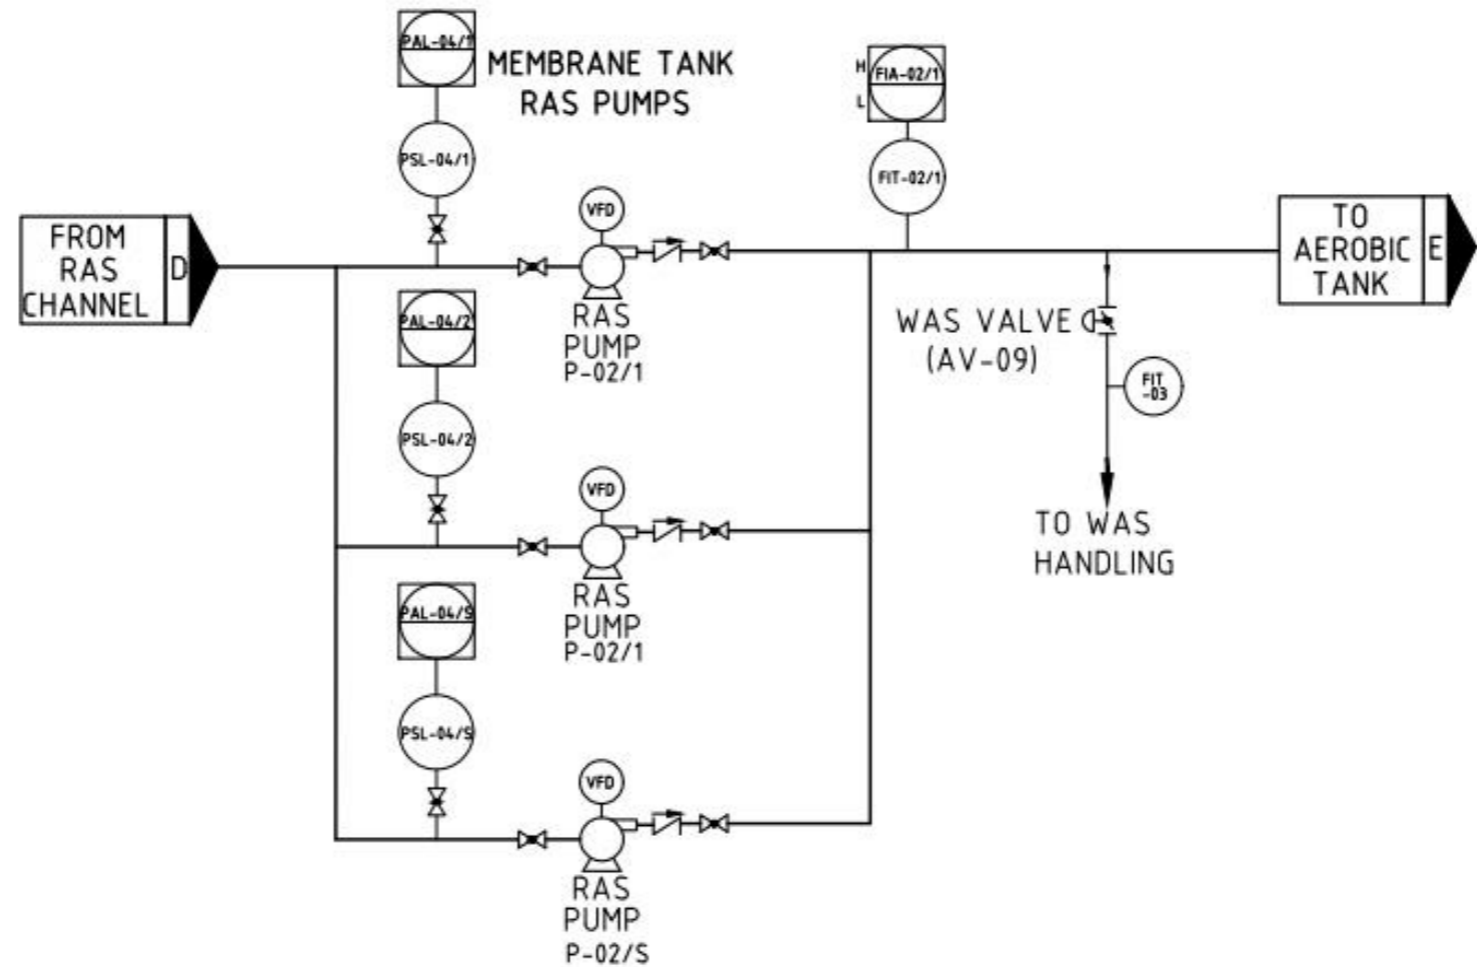 PAL-04/1
MEMBRANE TANK
RAS PUMPS
H
FIA-02/1
L
PSL-04/1
FIT-02/1
VFD
FROM
RAS
CHANNEL
D
TO
AEROBIC
TANK
E
RAS
PUMP
P-02/1
PAL-04/2
WAS VALVE
(AV-09)
FIT
-03
PSL-04/2
VFD
TO WAS
HANDLING
RAS
PUMP
P-02/1
PAL-04/S
PSL-04/S
VFD
RAS
PUMP
P-02/S